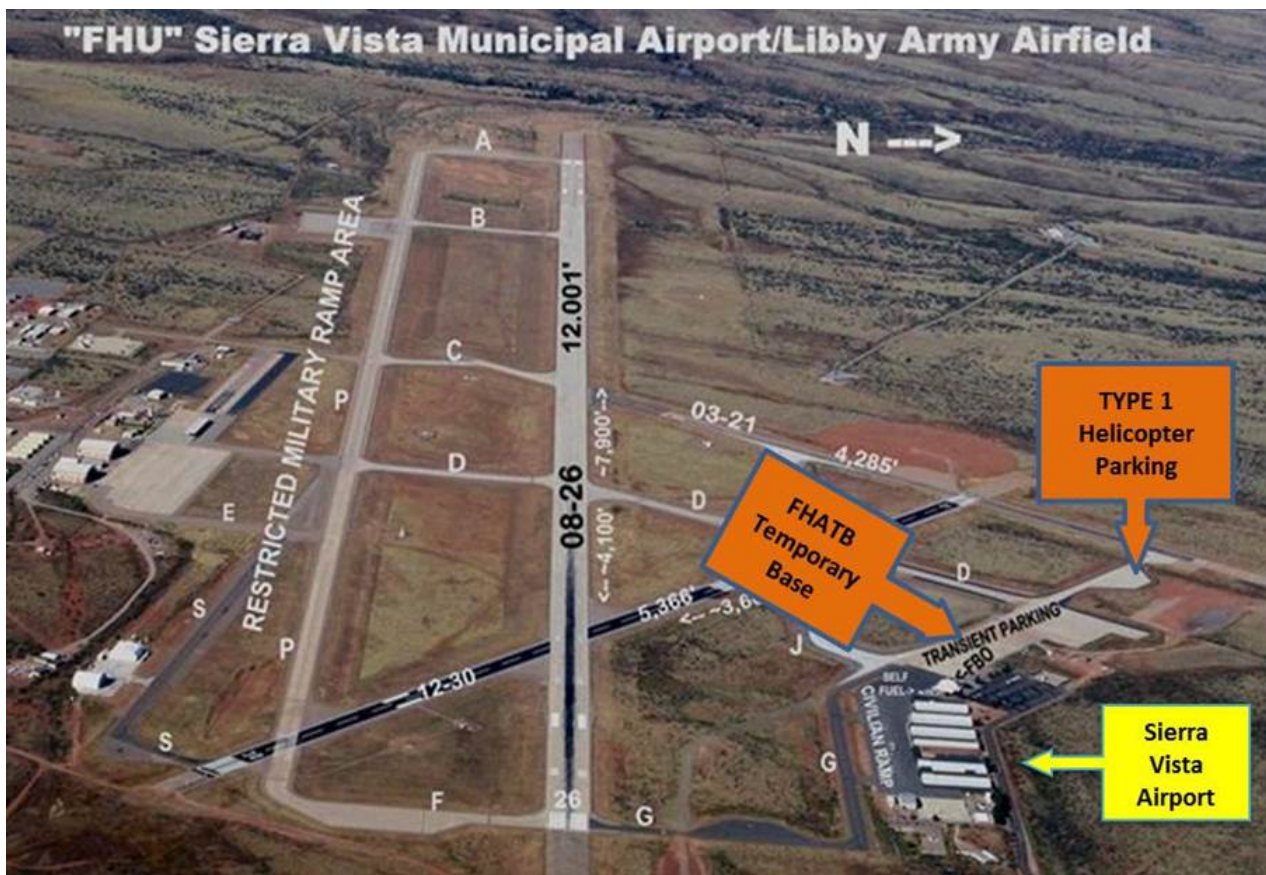 "FHU" Sierra Vista Municipal Airport/Libby Army Airfield
N --->
A
B
RESTRICTED MILITARY RAMP AREA
12.001'
C
P
~7,900'-->
03-21
4,285'
TYPE 1
Helicopter
Parking
D
08-26
D
E
<-- ~4,100'
FHATB
Temporary
Base
D
S
5,366'
<-- ~3,6
P
J
TRANSIENT PARKING
<-FBO
SELF
FUEL->
12-30
CIVILIAN RAMP
Sierra
Vista
Airport
S
G
F
26
G